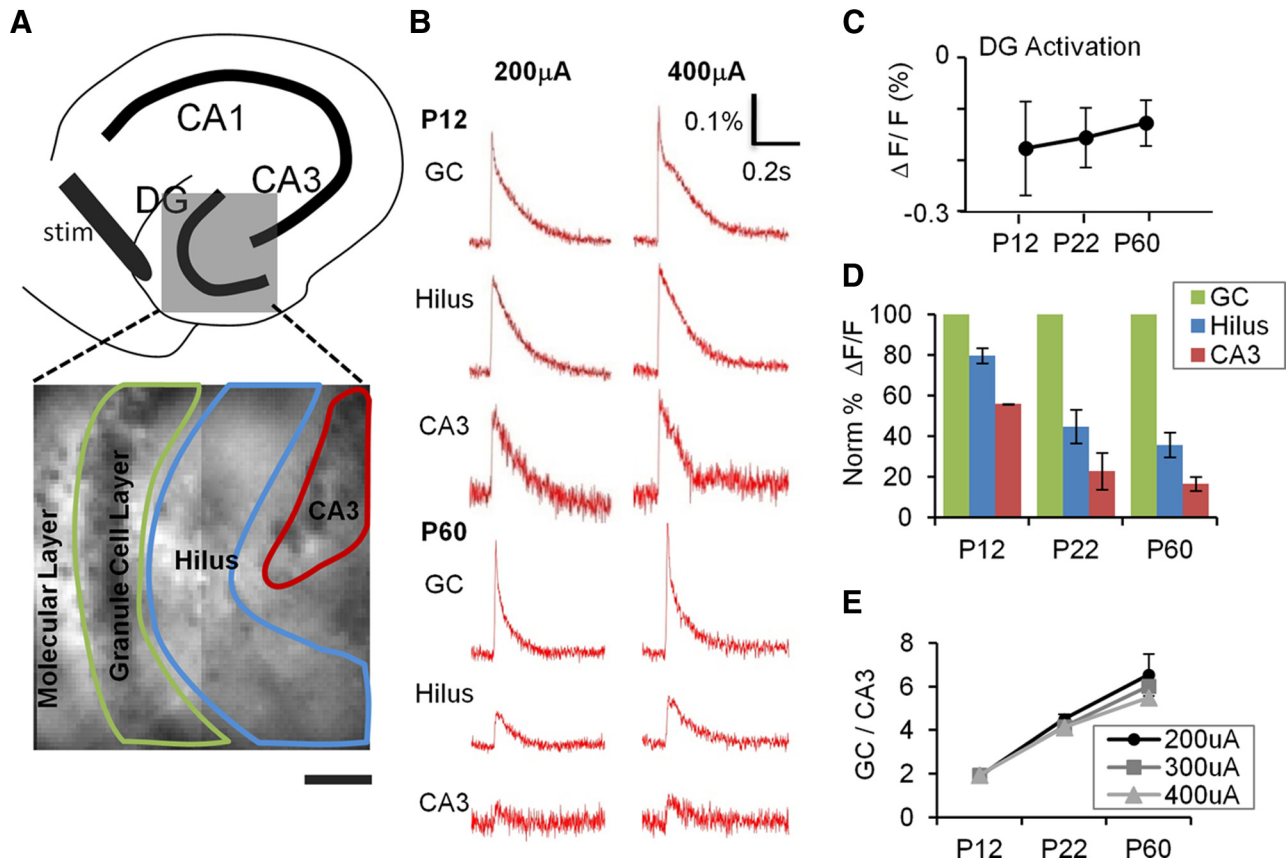 A
CA1
CA3
DG
stim
Molecular Layer
Granule Cell Layer
Hilus
CA3
B
200µA 400µA
P12
0.1%
0.2s
GC
Hilus
CA3
P60
GC
Hilus
CA3
C
DG Activation
0
Δ F/ F (%)
-0.3
P12 P22 P60
D
GC
Hilus
CA3
Norm % ΔF/F
100
80
60
40
20
0
P12 P22 P60
E
GC / CA3
8
6
4
2
0
200uA
300uA
400uA
P12 P22 P60